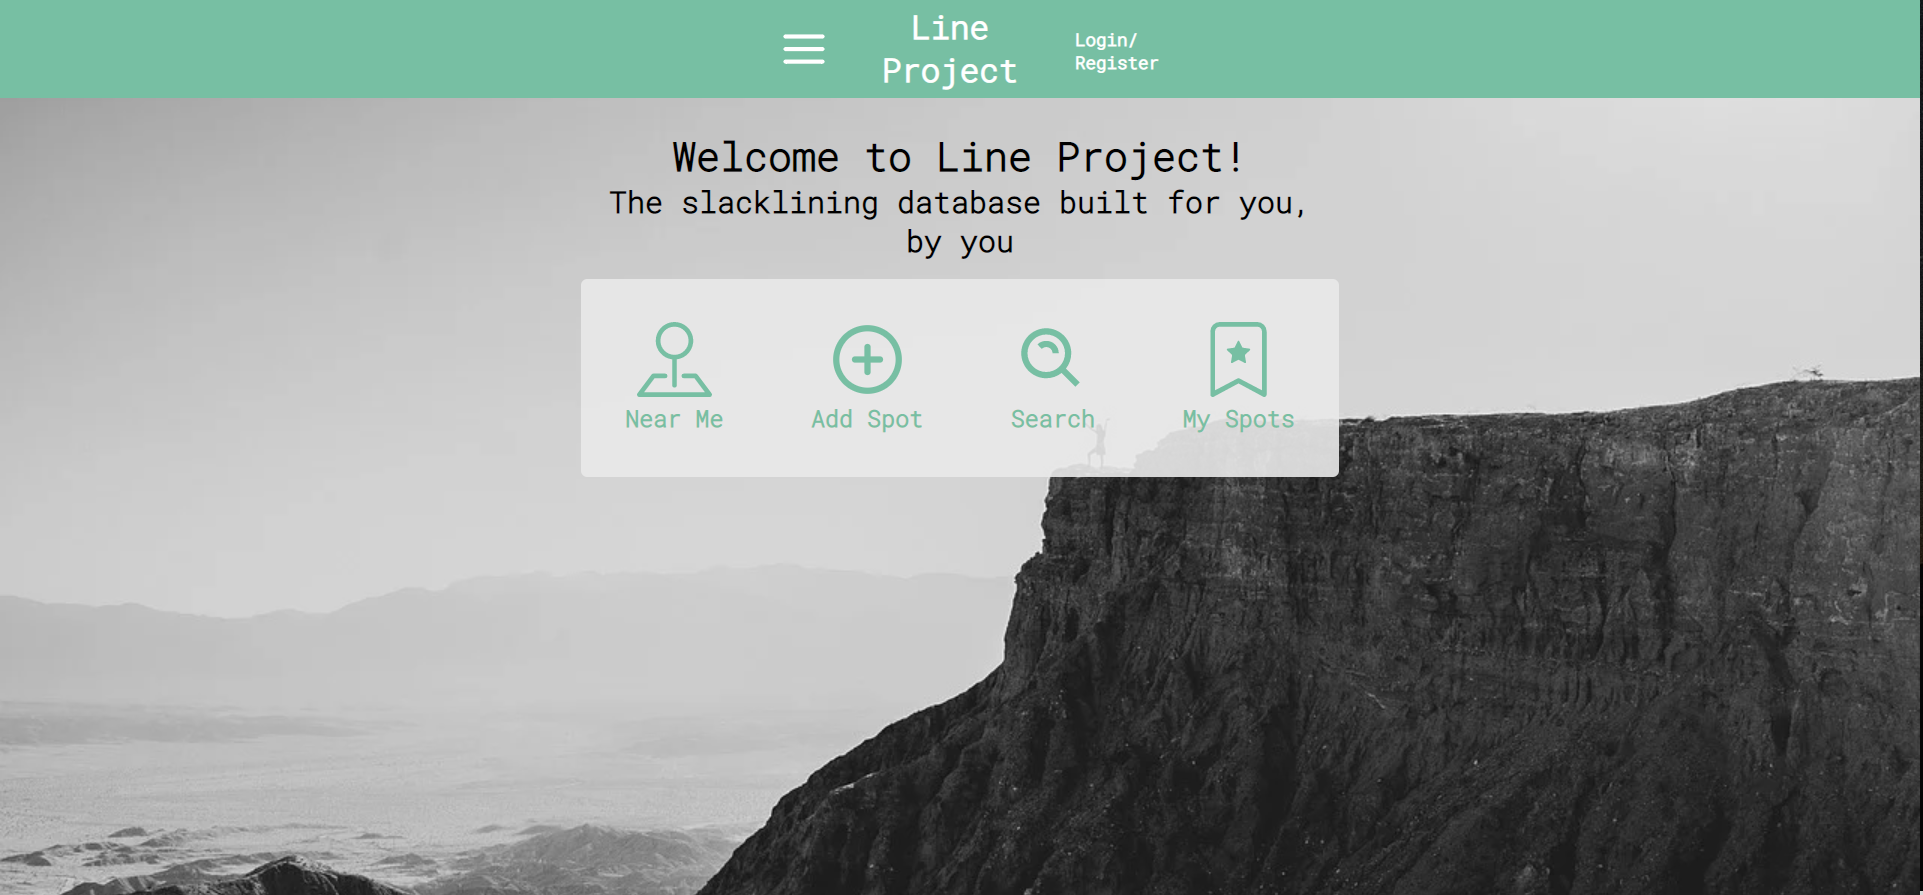 Line
Project
Login/
Register
Welcome to Line Project!
The slacklining database built for you,
by you
Near Me
Add Spot
Search
My Spots